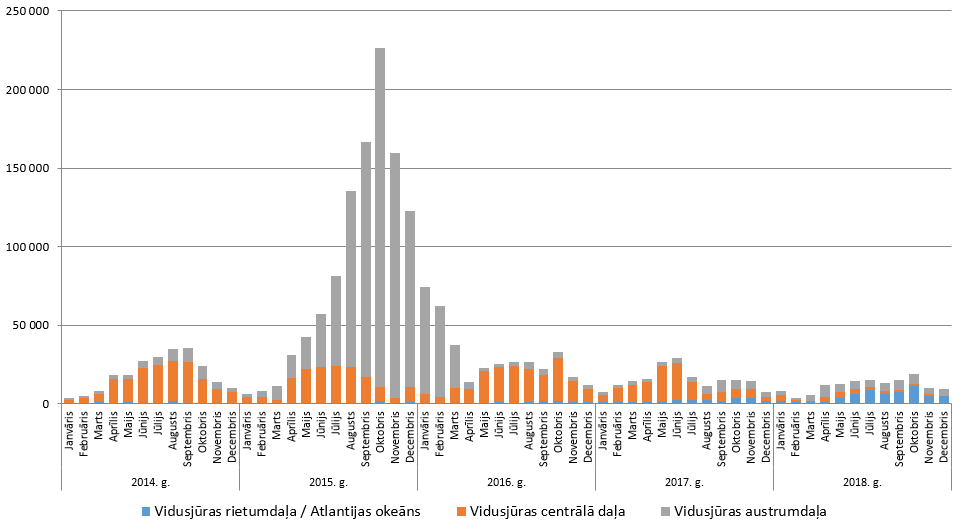 250 000
200 000
150 000
100 000
50 000
0
Janvāris Februāris Marts Aprīlis Maijs Jūnijs Jūlijs Augusts Septembris Oktobris Novembris Decembris Janvāris Februāris Marts Aprīlis Maijs Jūnijs Jūlijs Augusts Septembris Oktobris Novembris Decembris Janvāris Februāris Marts Aprīlis Maijs Jūnijs Jūlijs Augusts Septembris Oktobris Novembris Decembris Janvāris Februāris Marts Aprīlis Maijs Jūnijs Jūlijs Augusts Septembris Oktobris Novembris Decembris Janvāris Februāris Marts Aprīlis Maijs Jūnijs Jūlijs Augusts Septembris Oktobris Novembris Decembris
2014. g. 2015. g. 2016. g. 2017. g. 2018. g.
Vidusjūras rietumdaļa / Atlantijas okeāns Vidusjūras centrālā daļa Vidusjūras austrumdaļa